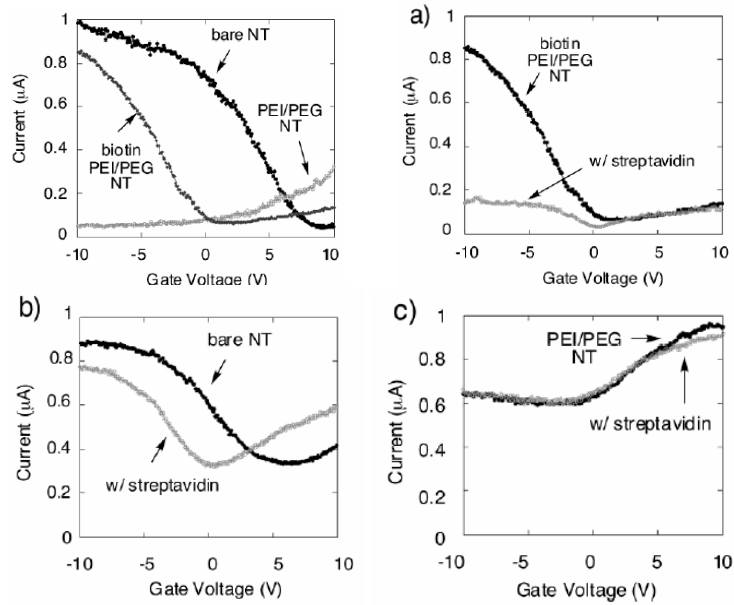 1
0.8
0.6
0.4
0.2
0
Current (µA)
bare NT
PEI/PEG
NT
biotin
PEI/PEG
NT
-10
-5
0
5
10
Gate Voltage (V)
a)
1
0.8
0.6
0.4
0.2
0
Current (µA)
biotin
PEI/PEG
NT
w/ streptavidin
-10
-5
0
5
10
Gate Voltage (V)
b)
1
0.8
0.6
0.4
0.2
0
Current (µA)
bare NT
w/ streptavidin
-10
-5
0
5
10
Gate Voltage (V)
c)
1
0.8
0.6
0.4
0.2
0
Current (µA)
PEI/PEG
NT
w/ streptavidin
-10
-5
0
5
10
Gate Voltage (V)